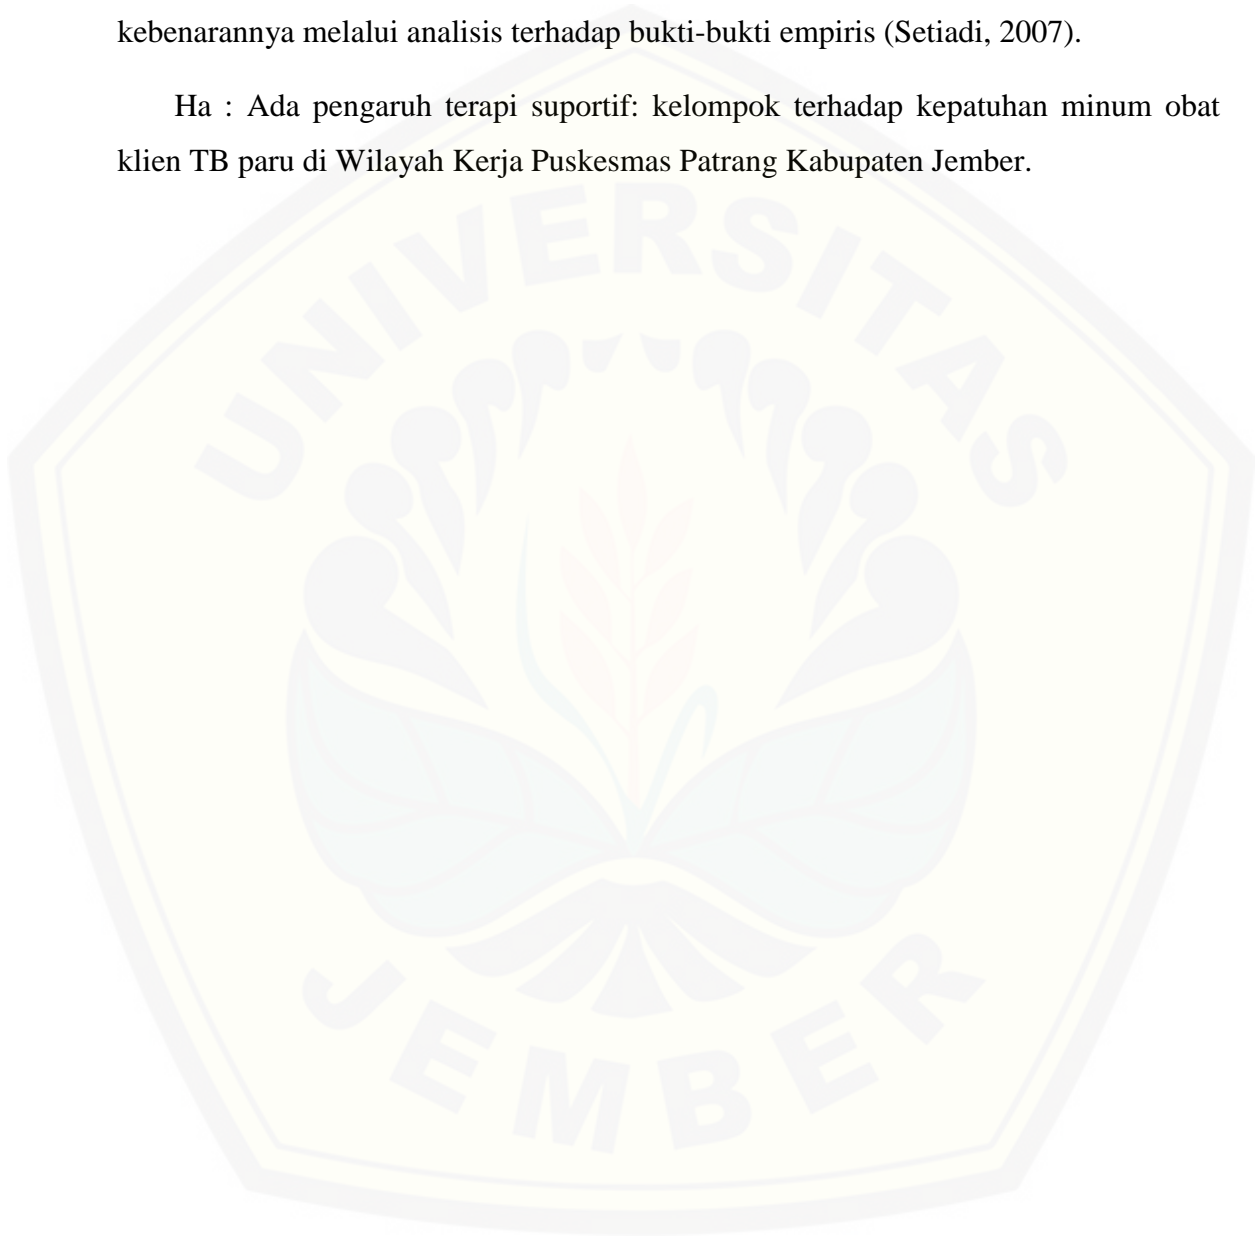 kebenarannya melalui analisis terhadap bukti-bukti empiris (Setiadi, 2007).
Ha : Ada pengaruh terapi suportif: kelompok terhadap kepatuhan minum obat
klien TB paru di Wilayah Kerja Puskesmas Patrang Kabupaten Jember.
UNIVERSITAS
JEMBER